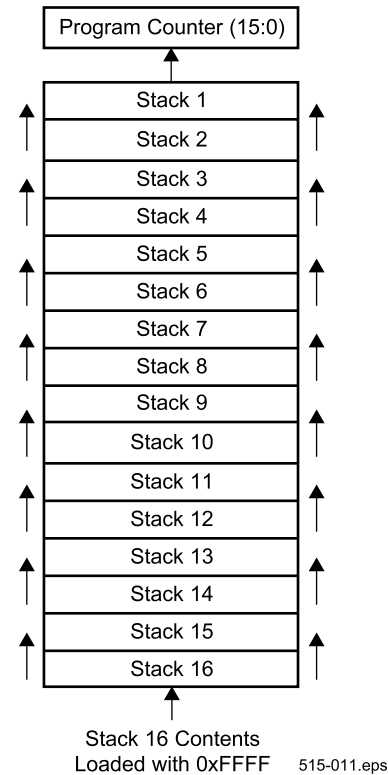 Program Counter (15:0)
Stack 1
Stack 2
Stack 3
Stack 4
Stack 5
Stack 6
Stack 7
Stack 8
Stack 9
Stack 10
Stack 11
Stack 12
Stack 13
Stack 14
Stack 15
Stack 16
Stack 16 Contents
Loaded with 0xFFFF
515-011.eps